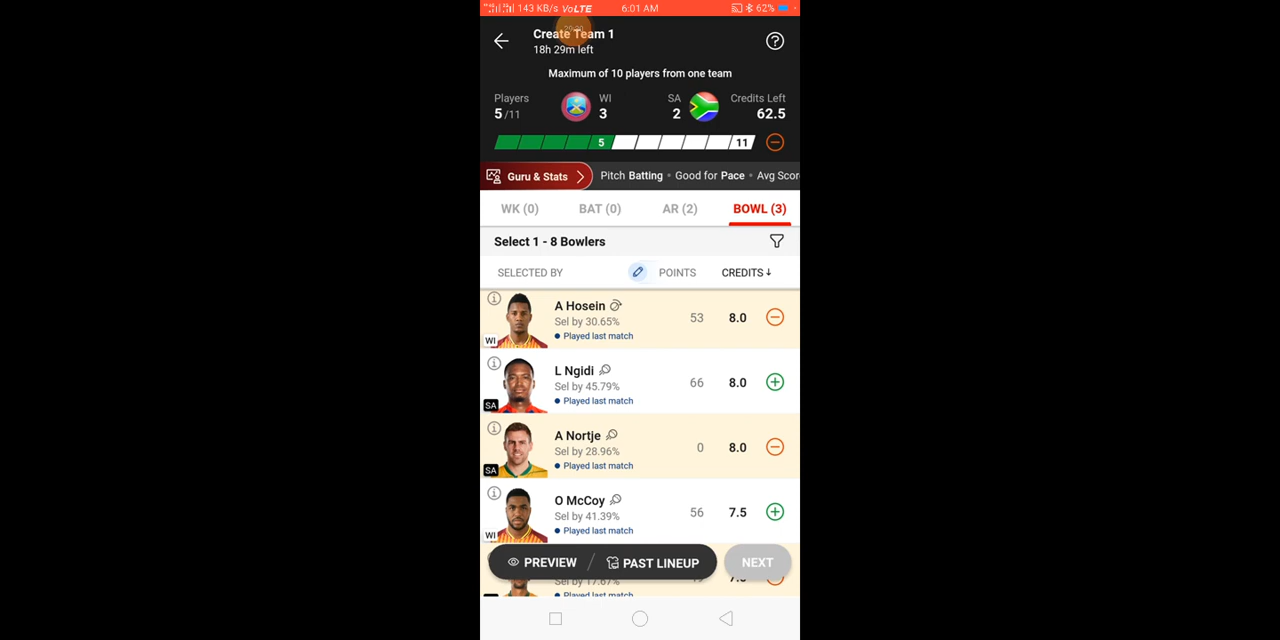 143 KB/s VoLTE 6:01 AM 62%
Create Team 1
18h 29m left
Maximum of 10 players from one team
Players WI SA Credits Left
5/11 3 2 62.5
5 11
Guru & Stats Pitch Batting • Good for Pace • Avg Scor
WK (0) BAT (0) AR (2) BOWL (3)
Select 1 - 8 Bowlers
SELECTED BY POINTS CREDITS↓
A Hosein
Sel by 30.65% 53 8.0
WI • Played last match
L Ngidi
Sel by 45.79% 66 8.0
SA • Played last match
A Nortje
Sel by 28.96% 0 8.0
SA • Played last match
O McCoy
Sel by 41.39% 56 7.5
WI • Played last match
PREVIEW / PAST LINEUP NEXT
Sel by 17.67%
• Played last match